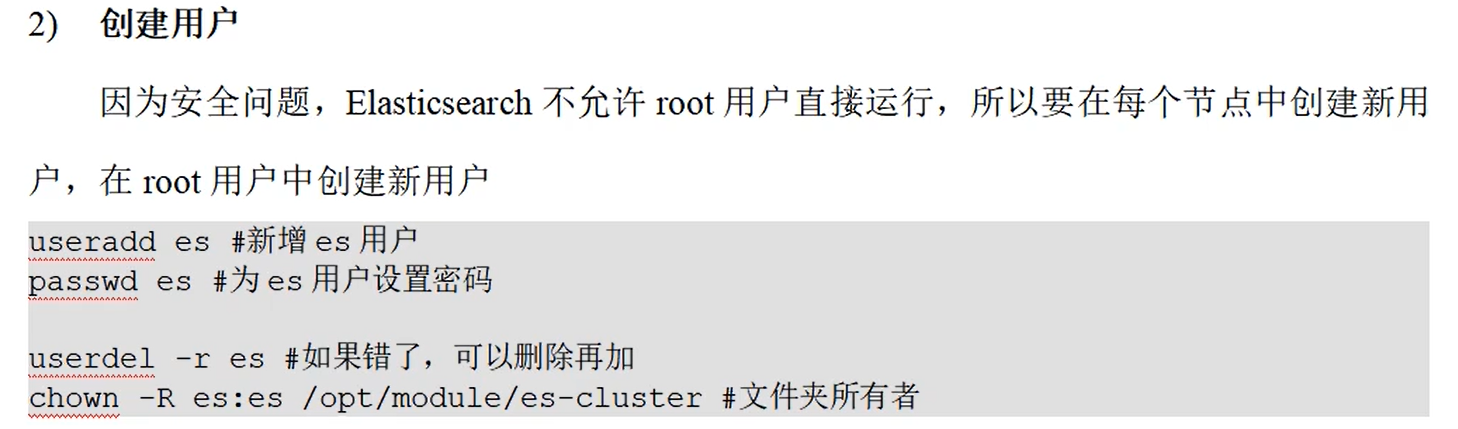 2) 创建用户
因为安全问题，Elasticsearch 不允许 root 用户直接运行，所以要在每个节点中创建新用
户，在 root 用户中创建新用户
useradd es #新增 es 用户
passwd es #为 es 用户设置密码
userdel -r es #如果错了，可以删除再加
chown -R es:es /opt/module/es-cluster #文件夹所有者